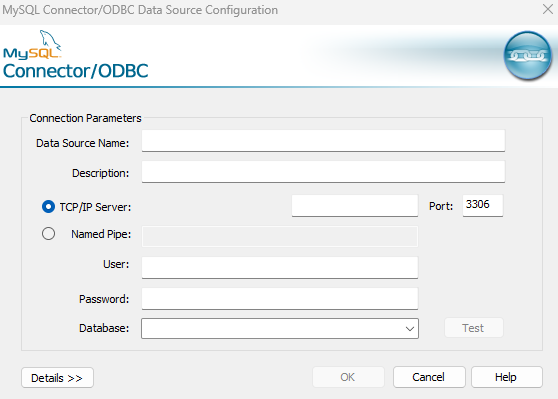 MySQL Connector/ODBC Data Source Configuration
MySQL
Connector/ODBC
Connection Parameters
Data Source Name:
Description:
TCP/IP Server:
Port: 3306
Named Pipe:
User:
Password:
Database:
Test
Details >>
OK
Cancel
Help